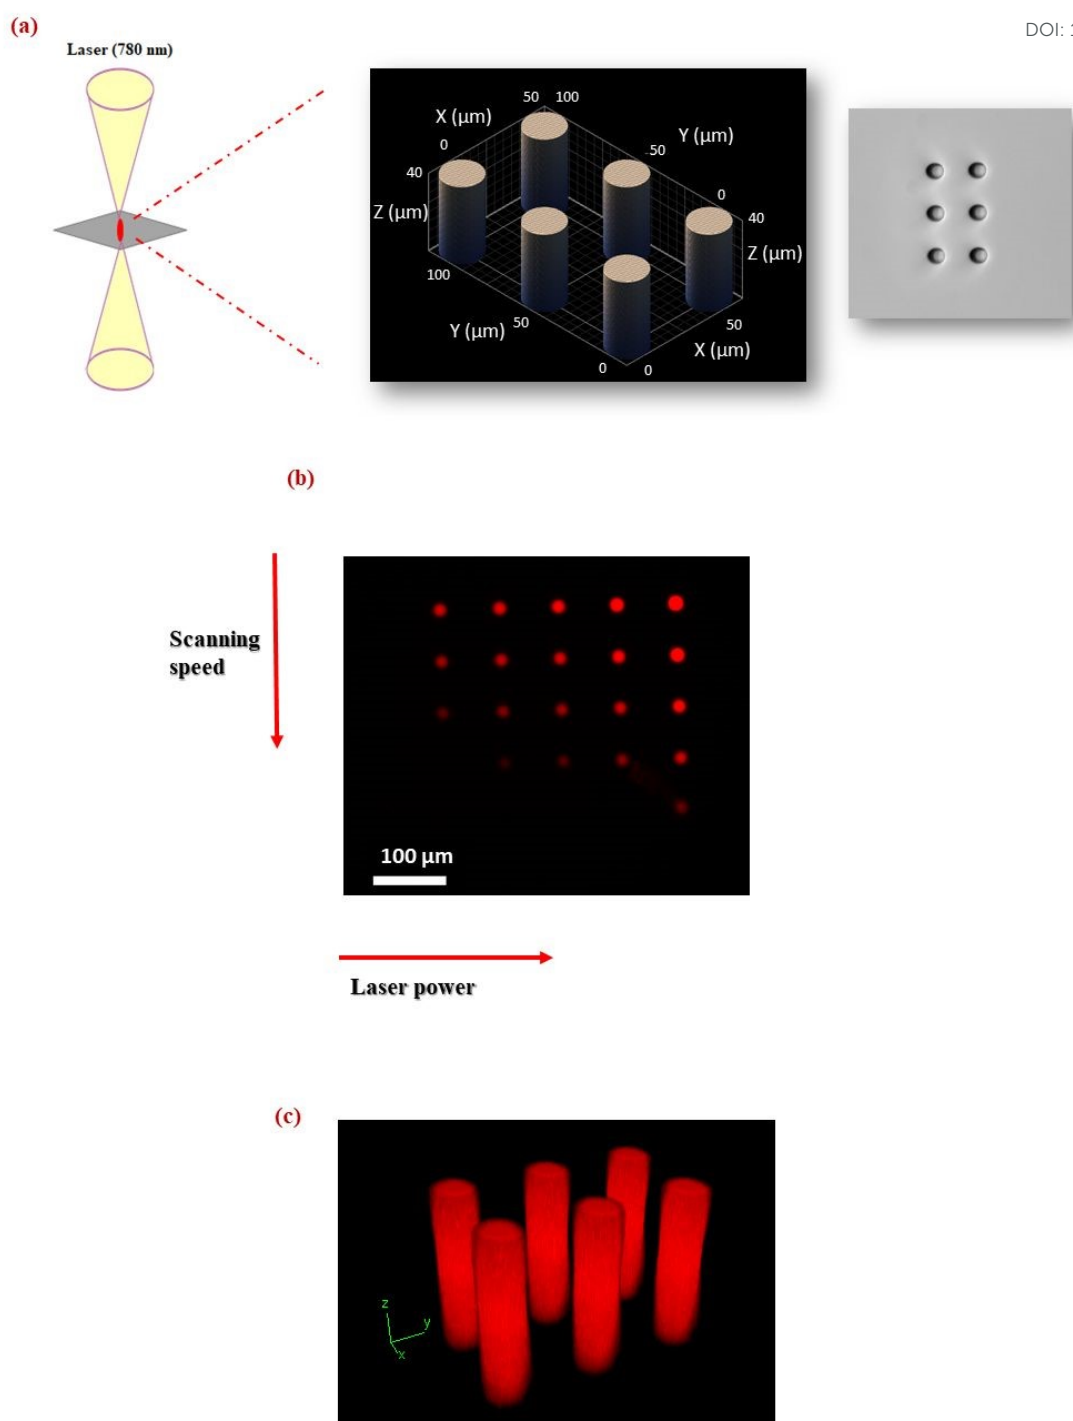 (a)
DOI: 1
Laser (780 nm)
50 100
X (µm)
Y (µm)
0
50
40
0
Z (µm)
40
Z (µm)
100
50
50
Y (µm)
X (µm)
0
0
(b)
Scanning
speed
100 µm
Laser power
(c)
z
y
x